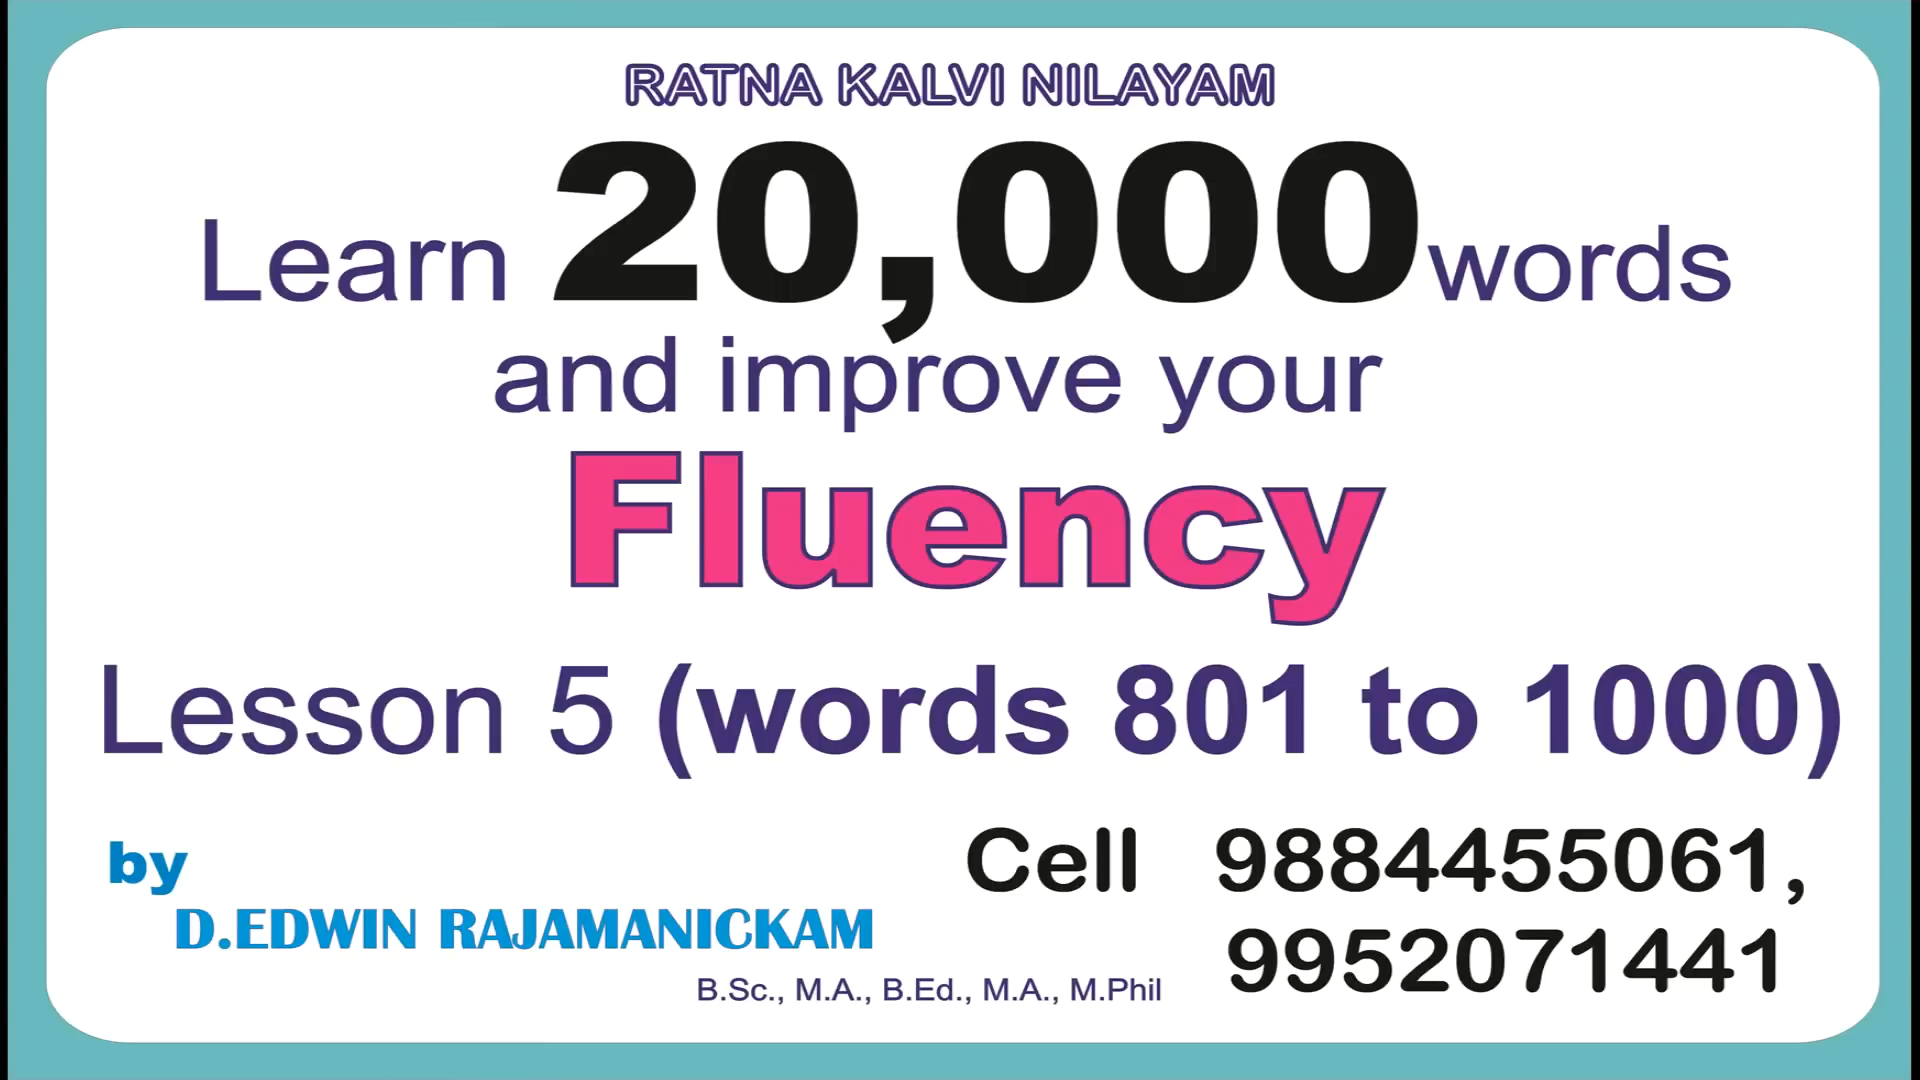 RATNA KALVI NILAYAM
Learn 20,000 words
and improve your
Fluency
Lesson 5 (words 801 to 1000)
by
D.EDWIN RAJAMANICKAM
B.Sc., M.A., B.Ed., M.A., M.Phil
Cell 9884455061,
9952071441